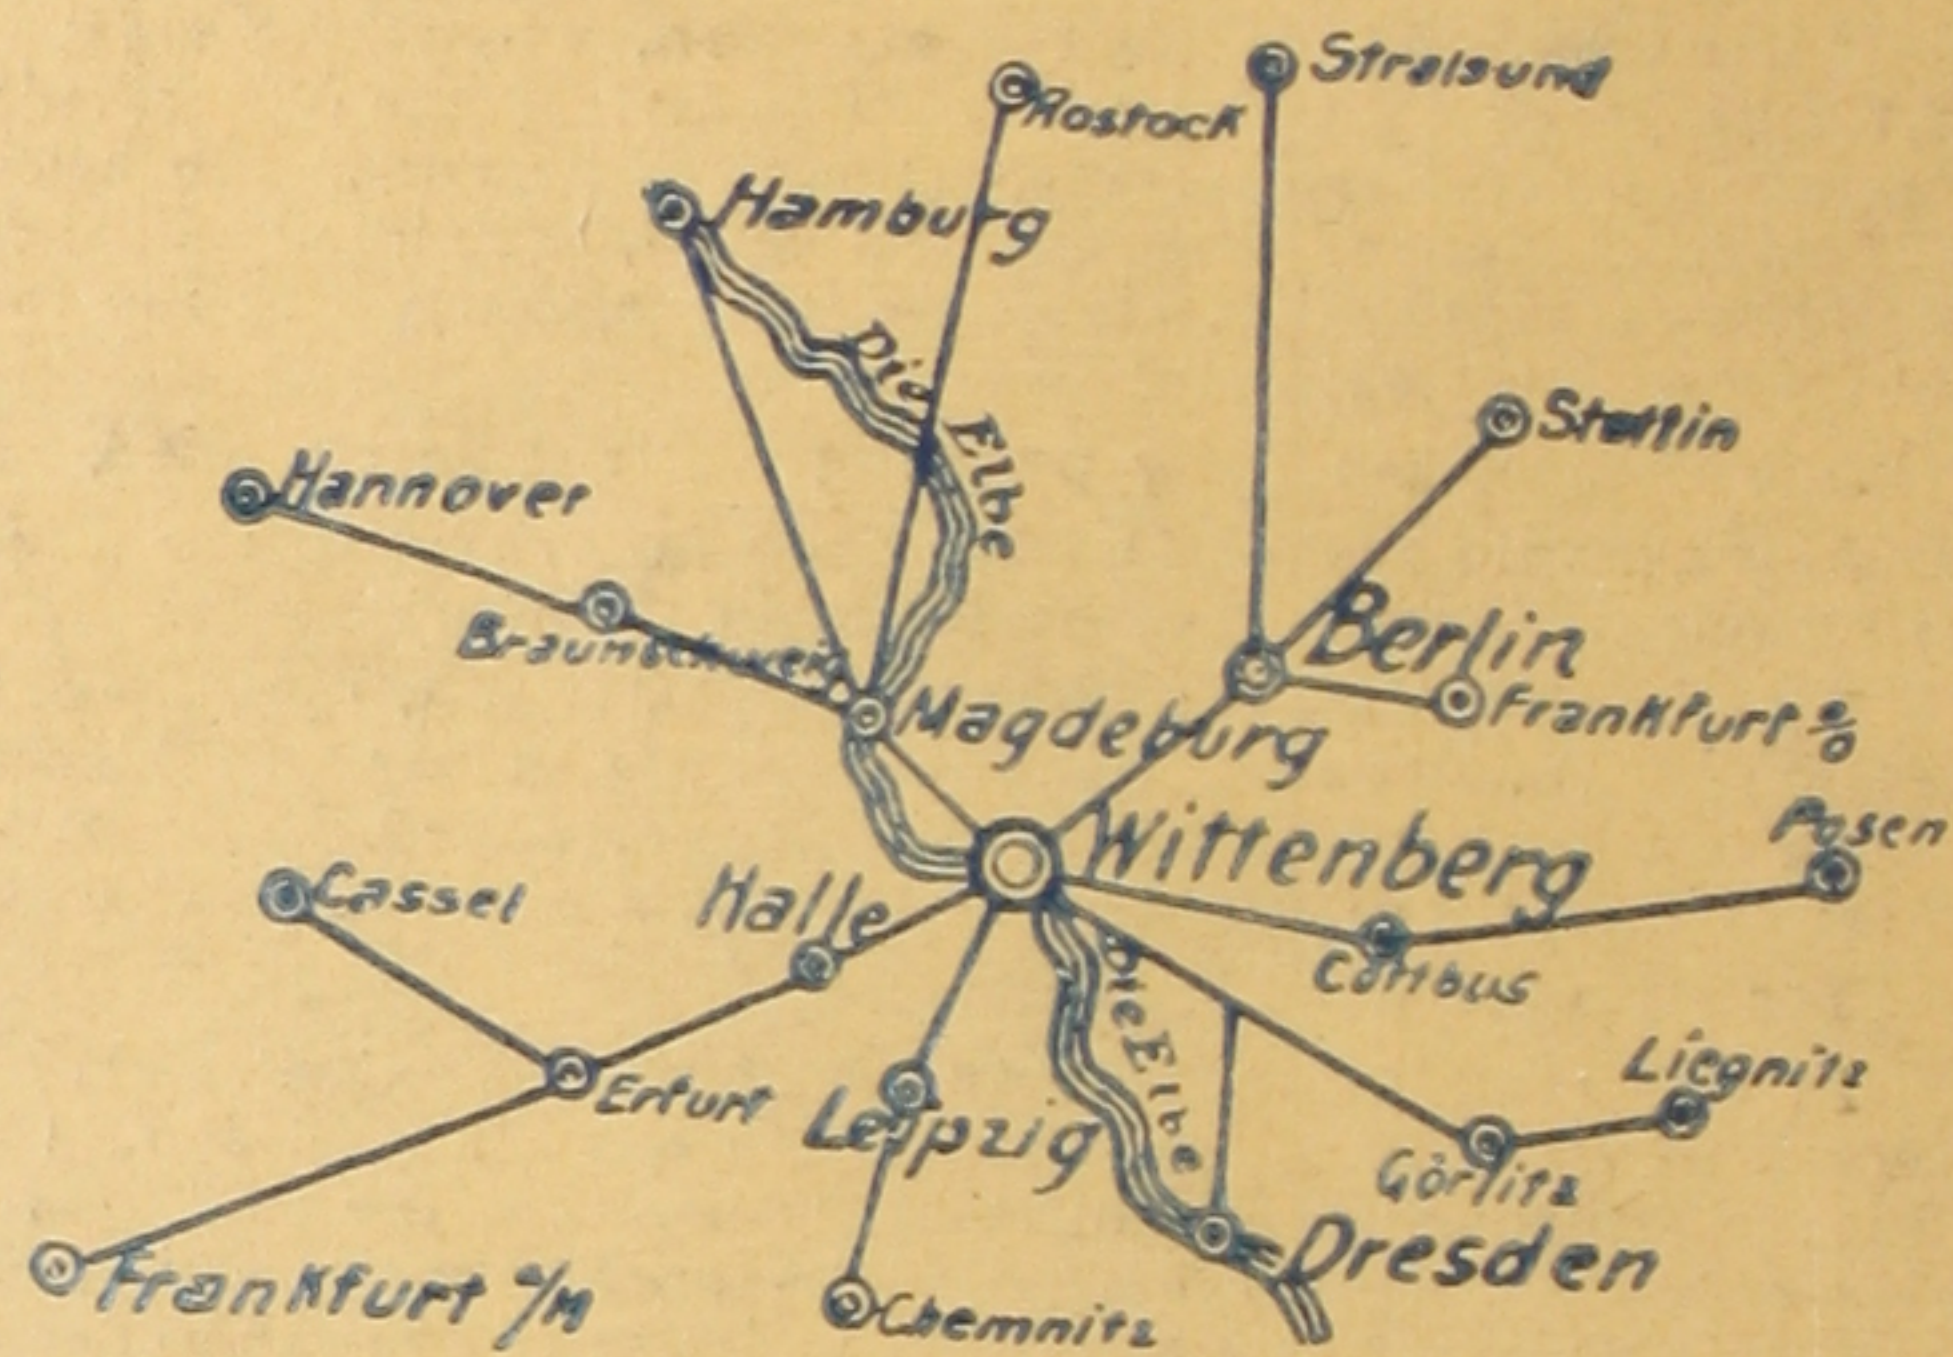 Stralsund
Rostock
Hamburg
Die Elbe
Stettin
Hannover
Braunschweig
Berlin
Magdeburg
Frankfurt a/O
Wittenberg
Posen
Cassel
Halle
Cottbus
Die Elbe
Liegnitz
Erfurt
Leipzig
Görlitz
Dresden
Frankfurt a/M
Chemnitz